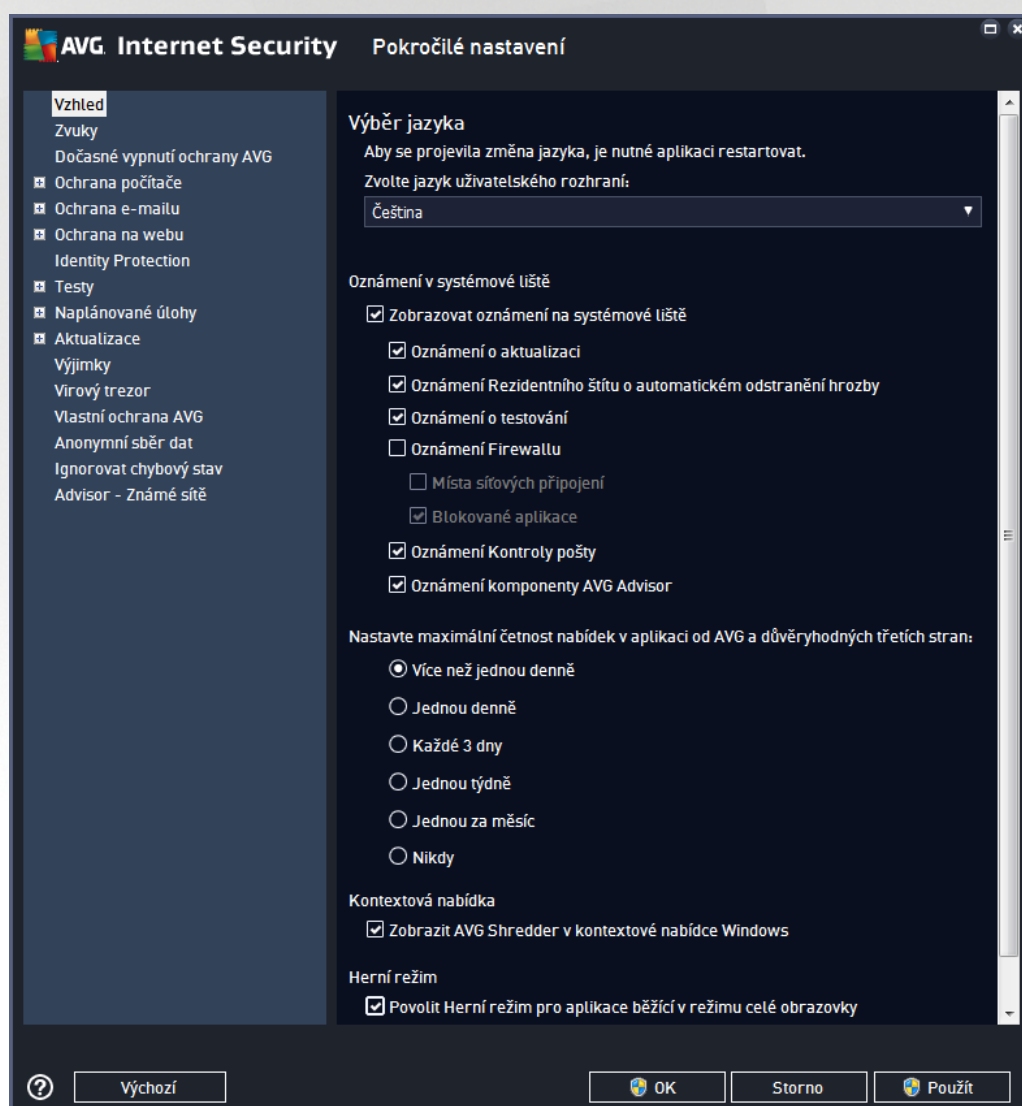 AVG. Internet Security Pokročilé nastavení
Vzhled
Zvuky
Dočasné vypnutí ochrany AVG
Ochrana počítače
Ochrana e-mailu
Ochrana na webu
Identity Protection
Testy
Naplánované úlohy
Aktualizace
Výjimky
Virový trezor
Vlastní ochrana AVG
Anonymní sběr dat
Ignorovat chybový stav
Advisor - Známé sítě
Výběr jazyka
Aby se projevila změna jazyka, je nutné aplikaci restartovat.
Zvolte jazyk uživatelského rozhraní:
Čeština
Oznámení v systémové liště
Zobrazovat oznámení na systémové liště
Oznámení o aktualizaci
Oznámení Rezidentního štítu o automatickém odstranění hrozby
Oznámení o testování
Oznámení Firewallu
Místa síťových připojení
Blokované aplikace
Oznámení Kontroly pošty
Oznámení komponenty AVG Advisor
Nastavte maximální četnost nabídek v aplikaci od AVG a důvěryhodných třetích stran:
Více než jednou denně
Jednou denně
Každé 3 dny
Jednou týdně
Jednou za měsíc
Nikdy
Kontextová nabídka
Zobrazit AVG Shredder v kontextové nabídce Windows
Herní režim
Povolit Herní režim pro aplikace běžící v režimu celé obrazovky
? Výchozí OK Storno Použít